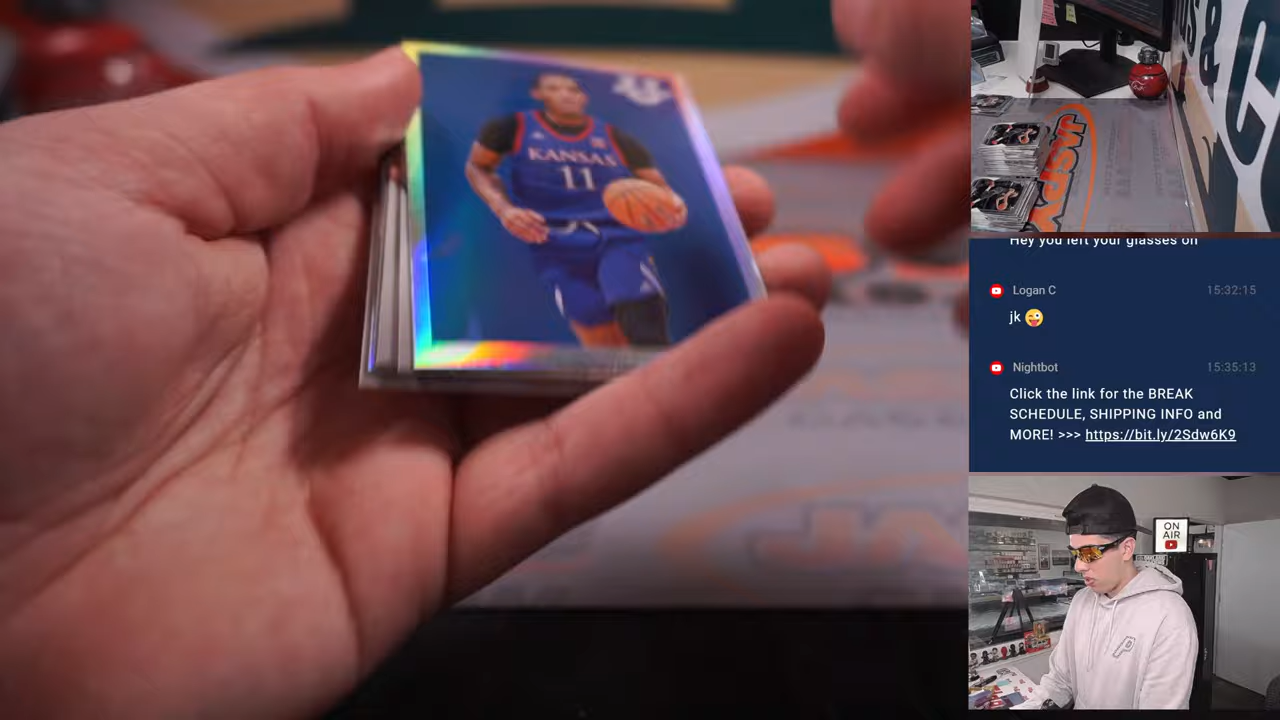 KANSAS
11
JASPY'S
Hey you left your glasses on
Logan C
15:32:15
jk 😜
Nightbot
15:35:13
Click the link for the BREAK
SCHEDULE, SHIPPING INFO and
MORE! >>> https://bit.ly/2Sdw6K9
ON
AIR